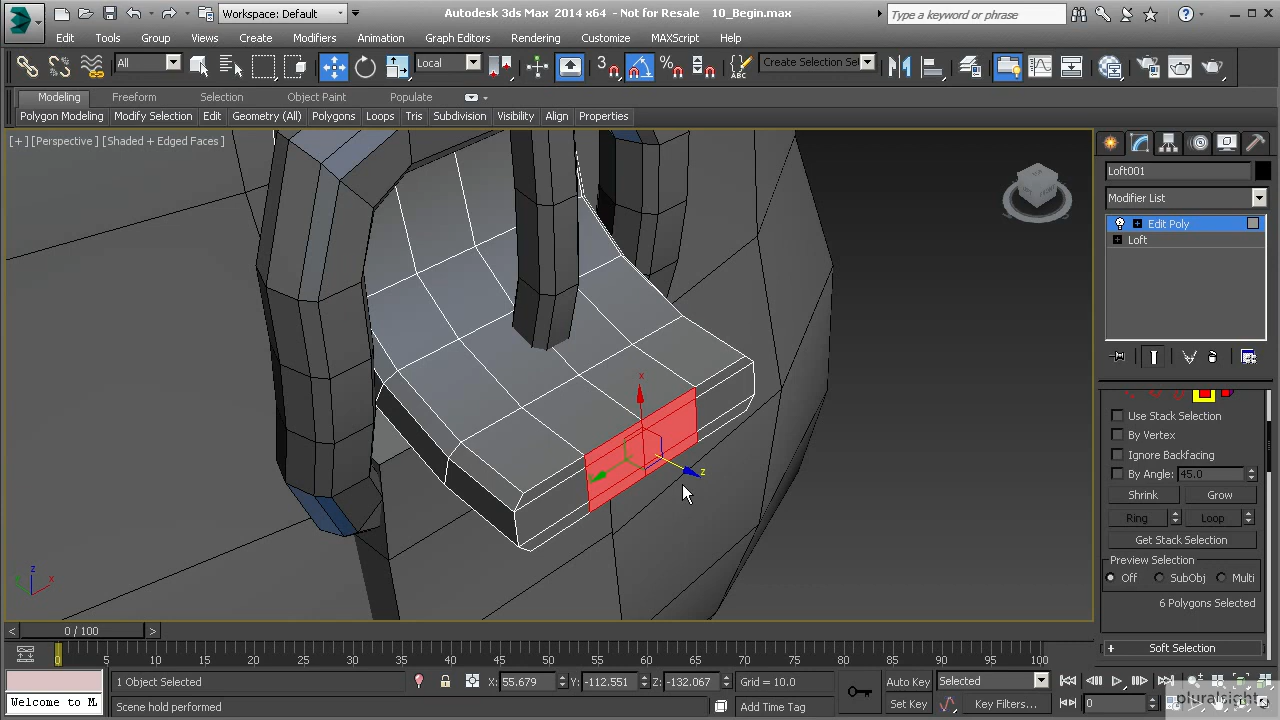 Workspace: Default
Autodesk 3ds Max 2014 x64 - Not for Resale 10_Begin.max
Type a keyword or phrase
Edit Tools Group Views Create Modifiers Animation Graph Editors Rendering Customize MAXScript Help
All Local 3 Create Selection Se
Modeling Freeform Selection Object Paint Populate
Polygon Modeling Modify Selection Edit Geometry (All) Polygons Loops Tris Subdivision Visibility Align Properties
[+][Perspective][Shaded + Edged Faces]
Loft001
Modifier List
Edit Poly
Loft
x
z
z
x
Use Stack Selection
By Vertex
Ignore Backfacing
By Angle: 45.0
Shrink Grow
Ring Loop
Get Stack Selection
Preview Selection
Off SubObj Multi
6 Polygons Selected
Soft Selection
< 0 / 100 >
0 5 10 15 20 25 30 35 40 45 50 55 60 65 70 75 80 85 90 95 100
1 Object Selected X: 55.679 Y: -112.551 Z: -132.067 Grid = 10.0 Auto Key Selected
Welcome to M Scene hold performed Add Time Tag Set Key Key Filters... 0
pluralsight